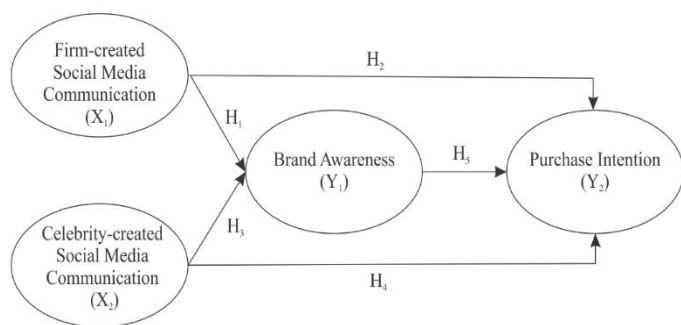 Firm-created
Social Media
Communication
(X₁)
H₂
H₁
Brand Awareness
(Y₁)
H₅
Purchase Intention
(Y₂)
H₃
Celebrity-created
Social Media
Communication
(X₂)
H₄